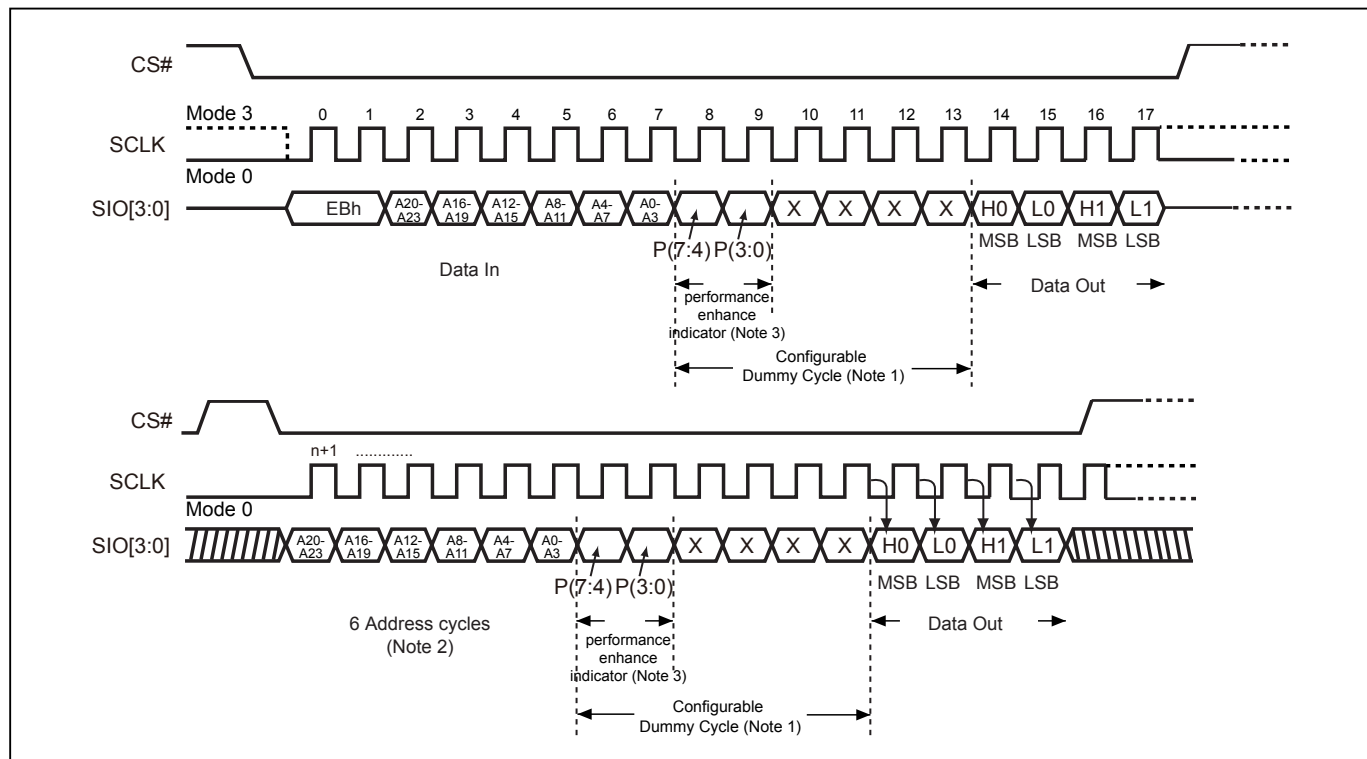 CS#
Mode 3
0 1 2 3 4 5 6 7 8 9 10 11 12 13 14 15 16 17
SCLK
Mode 0
SIO[3:0]
EBh
A20-
A23
A16-
A19
A12-
A15
A8-
A11
A4-
A7
A0-
A3
X X X X H0 L0 H1 L1
P(7:4) P(3:0)
MSB LSB MSB LSB
Data In
Data Out
performance
enhance
indicator (Note 3)
Configurable
Dummy Cycle (Note 1)
CS#
n+1 .............
SCLK
Mode 0
SIO[3:0]
A20-
A23
A16-
A19
A12-
A15
A8-
A11
A4-
A7
A0-
A3
X X X X H0 L0 H1 L1
P(7:4) P(3:0)
MSB LSB MSB LSB
6 Address cycles
(Note 2)
Data Out
performance
enhance
indicator (Note 3)
Configurable
Dummy Cycle (Note 1)